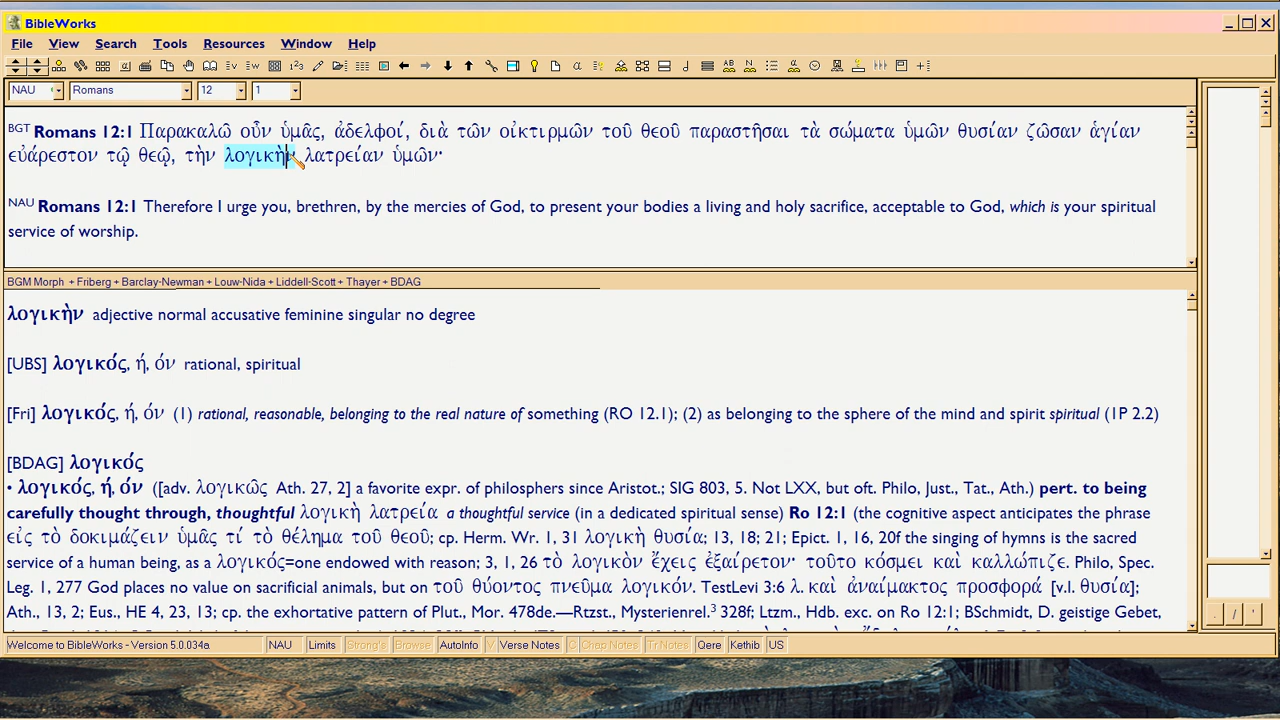 BibleWorks
File View Search Tools Resources Window Help
NAU Romans 12 1
BGT Romans 12:1 Παρακαλῶ οὖν ὑμᾶς, ἀδελφοί, διὰ τῶν οἰκτιρμῶν τοῦ θεοῦ παραστῆσαι τὰ σώματα ὑμῶν θυσίαν ζῶσαν ἁγίαν
εὐάρεστον τῷ θεῷ, τὴν λογικὴν λατρείαν ὑμῶν·
NAU Romans 12:1 Therefore I urge you, brethren, by the mercies of God, to present your bodies a living and holy sacrifice, acceptable to God, which is your spiritual
service of worship.
BGM Morph + Friberg + Barclay-Newman + Louw-Nida + Liddell-Scott + Thayer + BDAG
λογικὴν adjective normal accusative feminine singular no degree
[UBS] λογικός, ή, όν rational, spiritual
[Fri] λογικός, ή, όν (1) rational, reasonable, belonging to the real nature of something (RO 12.1); (2) as belonging to the sphere of the mind and spirit spiritual (1P 2.2)
[BDAG] λογικός
• λογικός, ή, όν ([adv. λογικῶς Ath. 27, 2] a favorite expr. of philosphers since Aristot.; SIG 803, 5. Not LXX, but oft. Philo, Just., Tat., Ath.) pert. to being
carefully thought through, thoughtful λογικὴ λατρεία a thoughtful service (in a dedicated spiritual sense) Ro 12:1 (the cognitive aspect anticipates the phrase
εἰς τὸ δοκιμάζειν ὑμᾶς τί τὸ θέλημα τοῦ θεοῦ; cp. Herm. Wr. 1, 31 λογικὴ θυσία; 13, 18; 21; Epict. 1, 16, 20f the singing of hymns is the sacred
service of a human being, as a λογικός=one endowed with reason; 3, 1, 26 τὸ λογικὸν ἔχεις ἐξαίρετον· τοῦτο κόσμει καὶ καλλώπιζε. Philo, Spec.
Leg. 1, 277 God places no value on sacrificial animals, but on τοῦ θύοντος πνεῦμα λογικόν. TestLevi 3:6 λ. καὶ ἀναίμακτος προσφορά [v.l. θυσία];
Ath., 13, 2; Eus., HE 4, 23, 13; cp. the exhortative pattern of Plut., Mor. 478de.—Rtzst., Mysterienrel.³ 328f; Ltzm., Hdb. exc. on Ro 12:1; BSchmidt, D. geistige Gebet,
Welcome to BibleWorks - Version 5.0.034a NAU Limits Strong's Browse AutoInfo V Verse Notes C Chap Notes Tr Notes Qere Kethib US